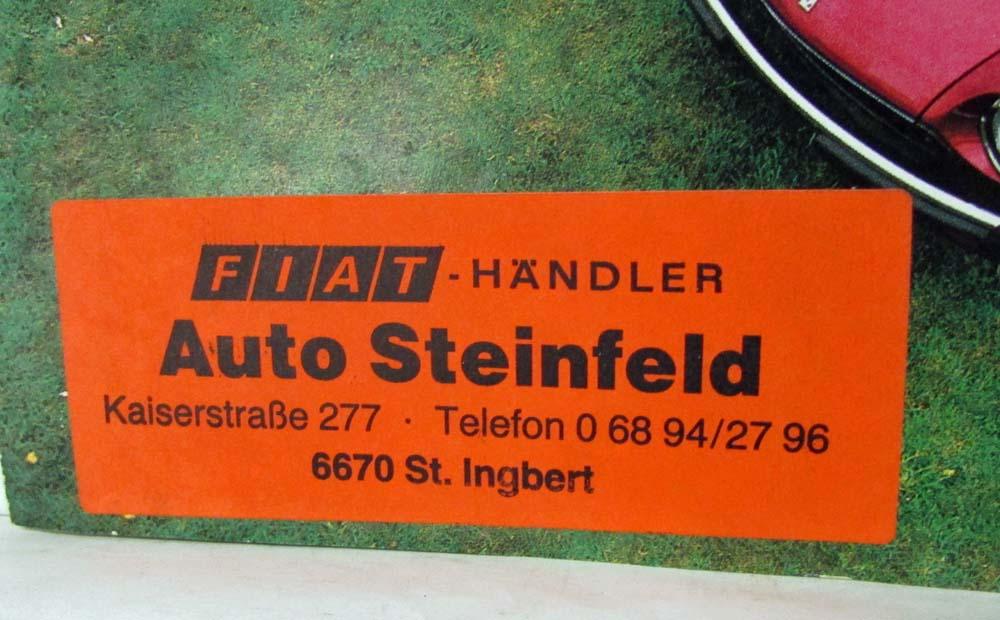 FIAT-HÄNDLER
Auto Steinfeld
Kaiserstraße 277 · Telefon 0 68 94/27 96
6670 St. Ingbert